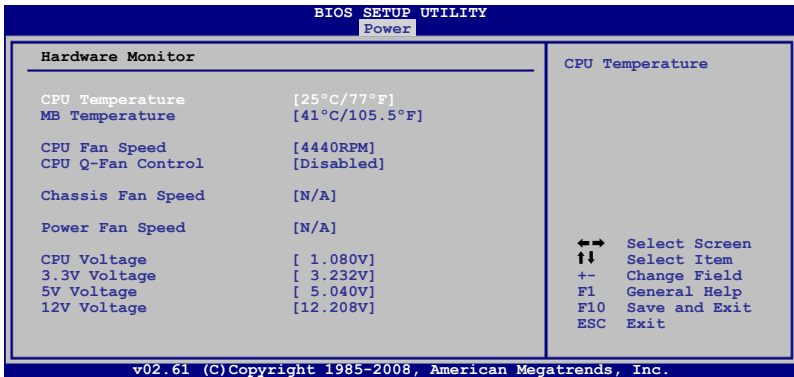 BIOS SETUP UTILITY
Power
Hardware Monitor
CPU Temperature [25°C/77°F]
MB Temperature [41°C/105.5°F]
CPU Fan Speed [4440RPM]
CPU Q-Fan Control [Disabled]
Chassis Fan Speed [N/A]
Power Fan Speed [N/A]
CPU Voltage [ 1.080V]
3.3V Voltage [ 3.232V]
5V Voltage [ 5.040V]
12V Voltage [12.208V]
CPU Temperature
←→ Select Screen
↑↓ Select Item
+- Change Field
F1 General Help
F10 Save and Exit
ESC Exit
v02.61 (C)Copyright 1985-2008, American Megatrends, Inc.